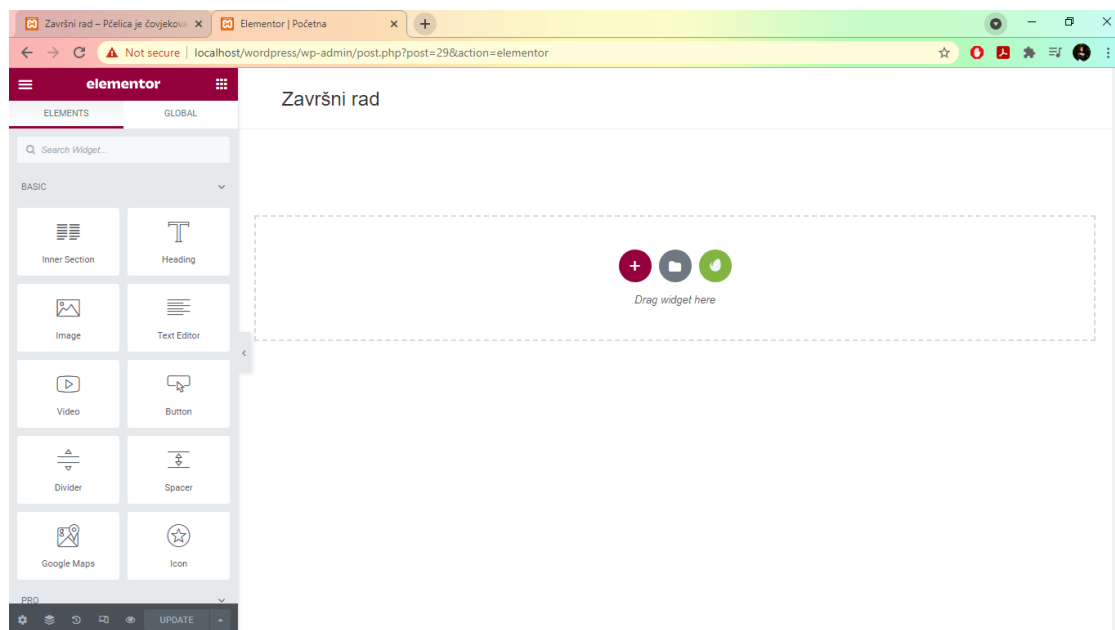 Završni rad – Pčelica je čovjekova
Elementor | Početna
Not secure | localhost/wordpress/wp-admin/post.php?post=29&action=elementor
elementor
Završni rad
ELEMENTS GLOBAL
Search Widget...
BASIC
Inner Section Heading
Image Text Editor
Video Button
Divider Spacer
Google Maps Icon
PRO
UPDATE
Drag widget here